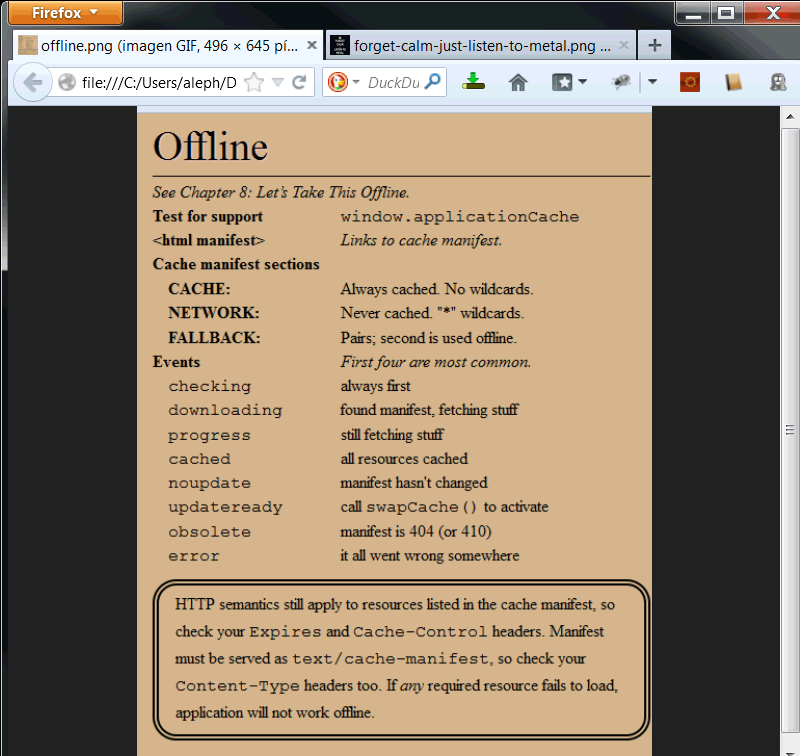 Firefox
offline.png (imagen GIF, 496 × 645 pí...
forget-calm-just-listen-to-metal.png ...
file:///C:/Users/aleph/D
DuckDu
Offline
See Chapter 8: Let's Take This Offline.
Test for support window.applicationCache
<html manifest> Links to cache manifest.
Cache manifest sections
CACHE: Always cached. No wildcards.
NETWORK: Never cached. "*" wildcards.
FALLBACK: Pairs; second is used offline.
Events First four are most common.
checking always first
downloading found manifest, fetching stuff
progress still fetching stuff
cached all resources cached
noupdate manifest hasn't changed
updateready call swapCache() to activate
obsolete manifest is 404 (or 410)
error it all went wrong somewhere
HTTP semantics still apply to resources listed in the cache manifest, so
check your Expires and Cache-Control headers. Manifest
must be served as text/cache-manifest, so check your
Content-Type headers too. If any required resource fails to load,
application will not work offline.